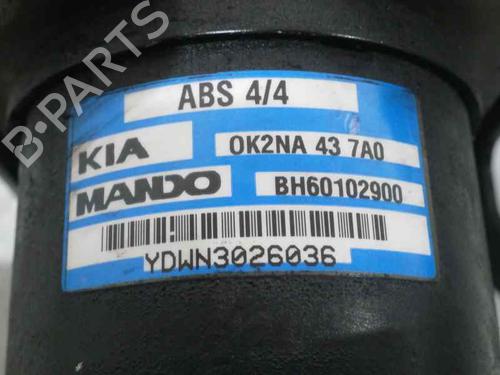 B-PARTS
ABS 4/4
KIA OK2NA 43 7A0
MANDO BH60102900
YDWN3026036